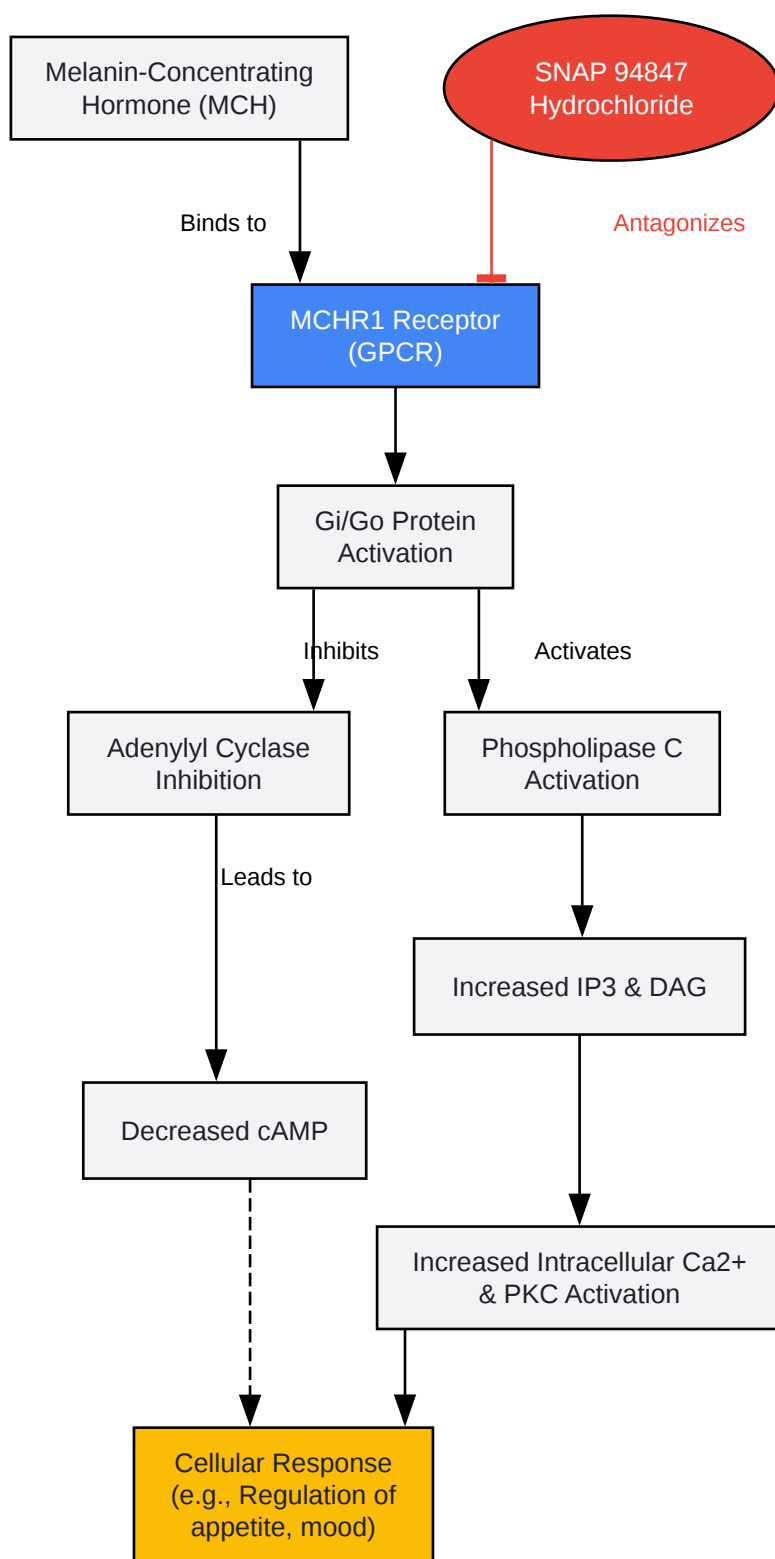 Melanin-Concentrating
Hormone (MCH)
SNAP 94847
Hydrochloride
Binds to
Antagonizes
MCHR1 Receptor
(GPCR)
Gi/Go Protein
Activation
Inhibits
Activates
Adenylyl Cyclase
Inhibition
Phospholipase C
Activation
Leads to
Increased IP3 & DAG
Decreased cAMP
Increased Intracellular Ca2+
& PKC Activation
Cellular Response
(e.g., Regulation of
appetite, mood)